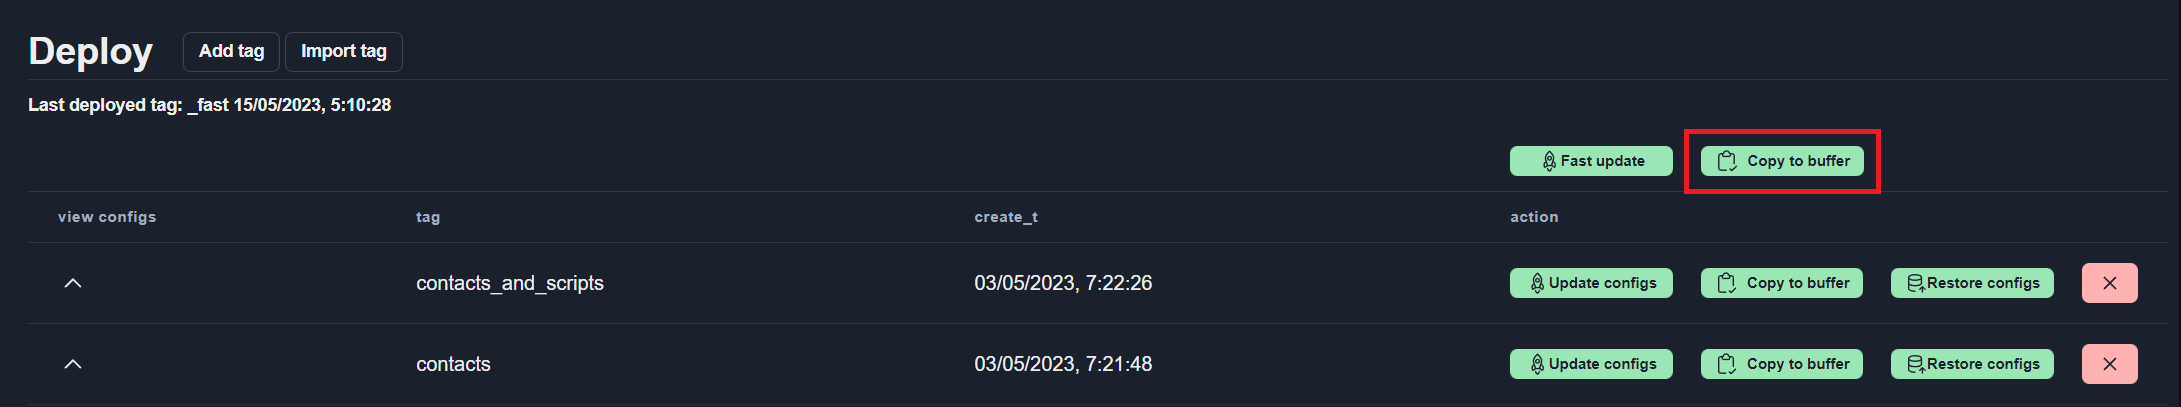 Deploy Add tag Import tag
Last deployed tag: _fast 15/05/2023, 5:10:28
Fast update Copy to buffer
view configs tag create_t action
contacts_and_scripts 03/05/2023, 7:22:26 Update configs Copy to buffer Restore configs
contacts 03/05/2023, 7:21:48 Update configs Copy to buffer Restore configs